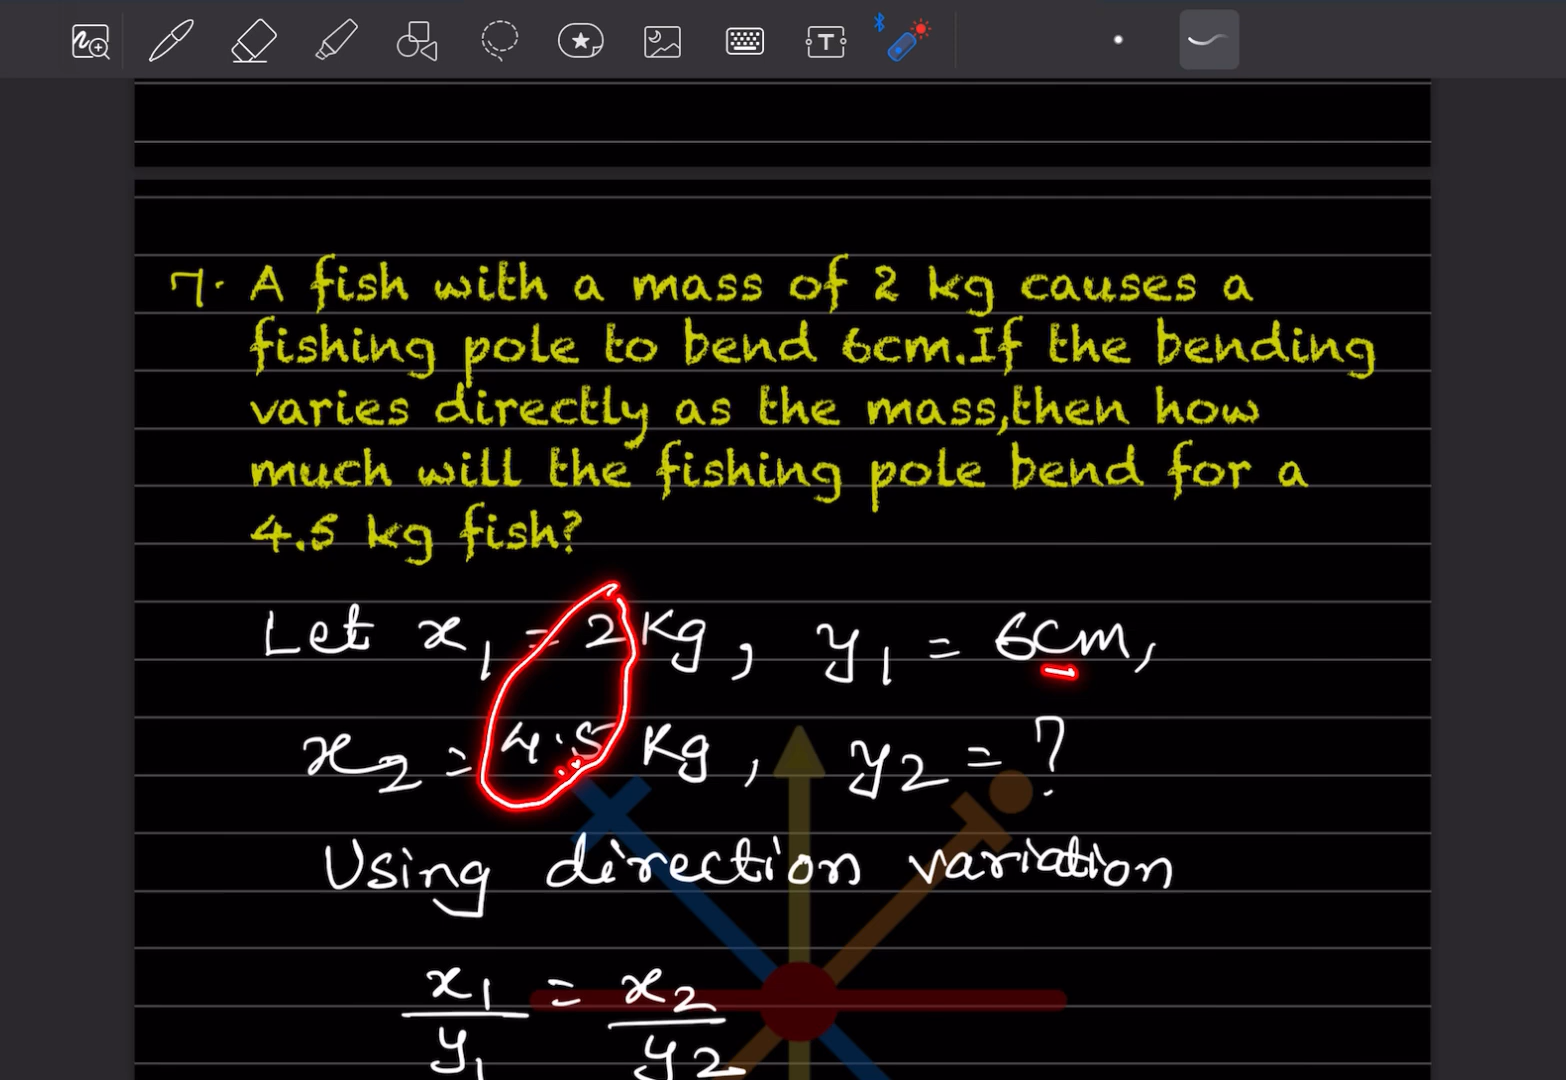 7. A fish with a mass of 2 kg causes a
fishing pole to bend 6cm.If the bending
varies directly as the mass,then how
much will the fishing pole bend for a
4.5 kg fish?
Let x₁ = 2 Kg, y₁ = 6cm,
x₂ = 4.5 Kg, y₂ = ?
Using direction variation
x₁/y₁ = x₂/y₂